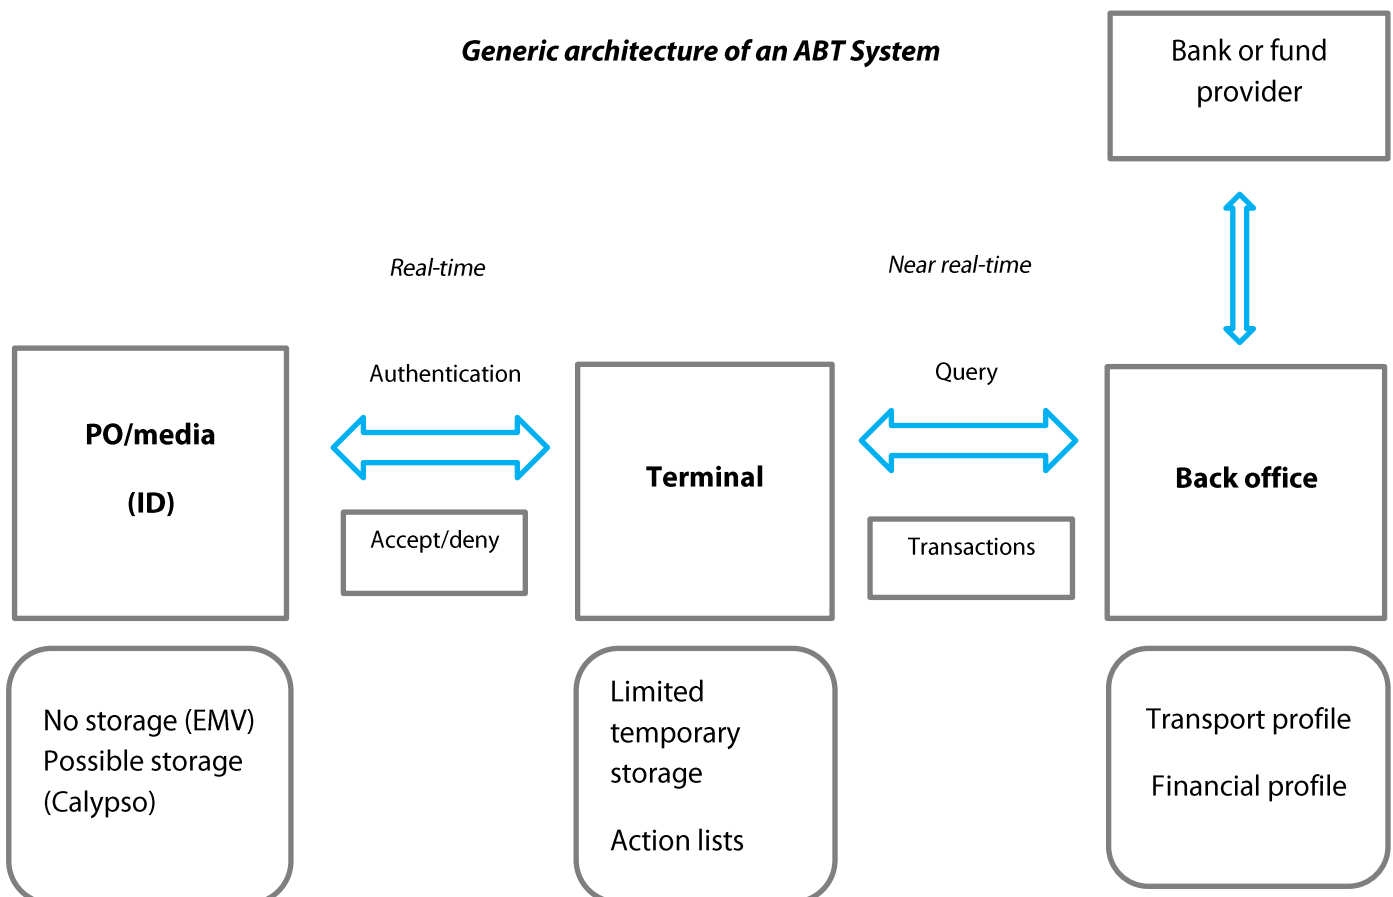 Generic architecture of an ABT System
Bank or fund
provider
Real-time
Near real-time
Authentication
Query
PO/media
(ID)
Terminal
Back office
Accept/deny
Transactions
No storage (EMV)
Possible storage
(Calypso)
Limited
temporary
storage
Action lists
Transport profile
Financial profile